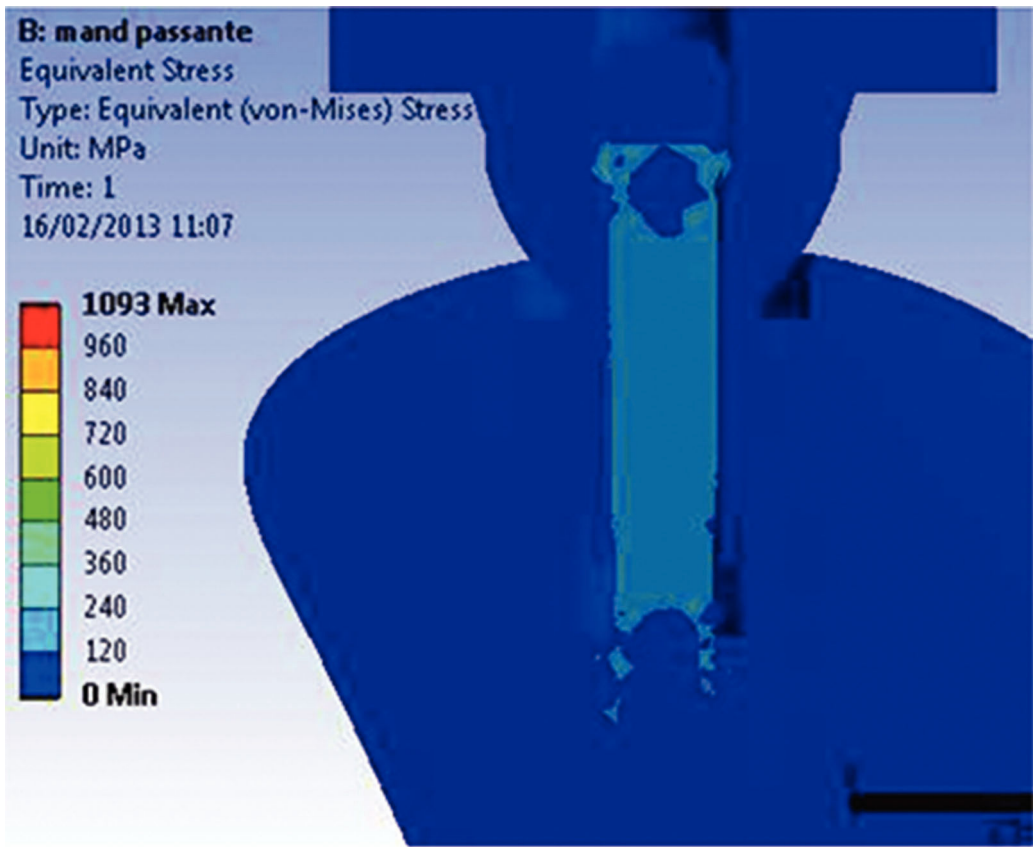 B: mand passante
Equivalent Stress
Type: Equivalent (von-Mises) Stress
Unit: MPa
Time: 1
16/02/2013 11:07
1093 Max
960
840
720
600
480
360
240
120
0 Min